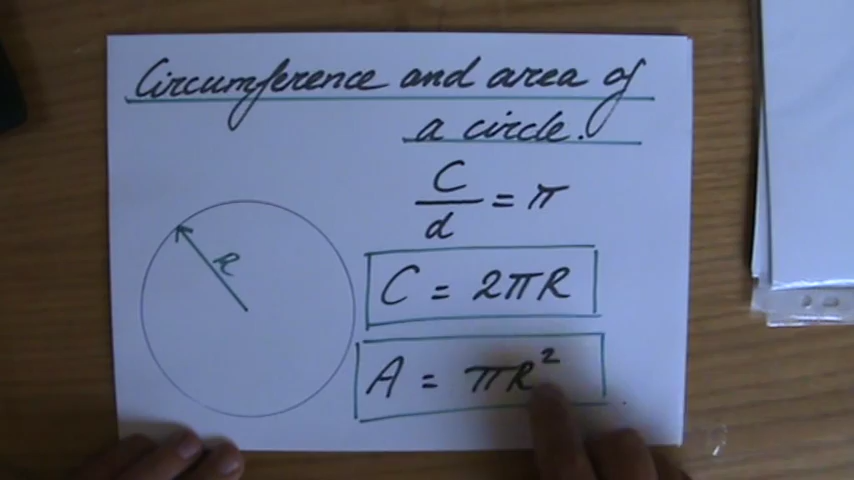 Circumference and area of
a circle.
C/d = π
R
C = 2πR
A = πR²